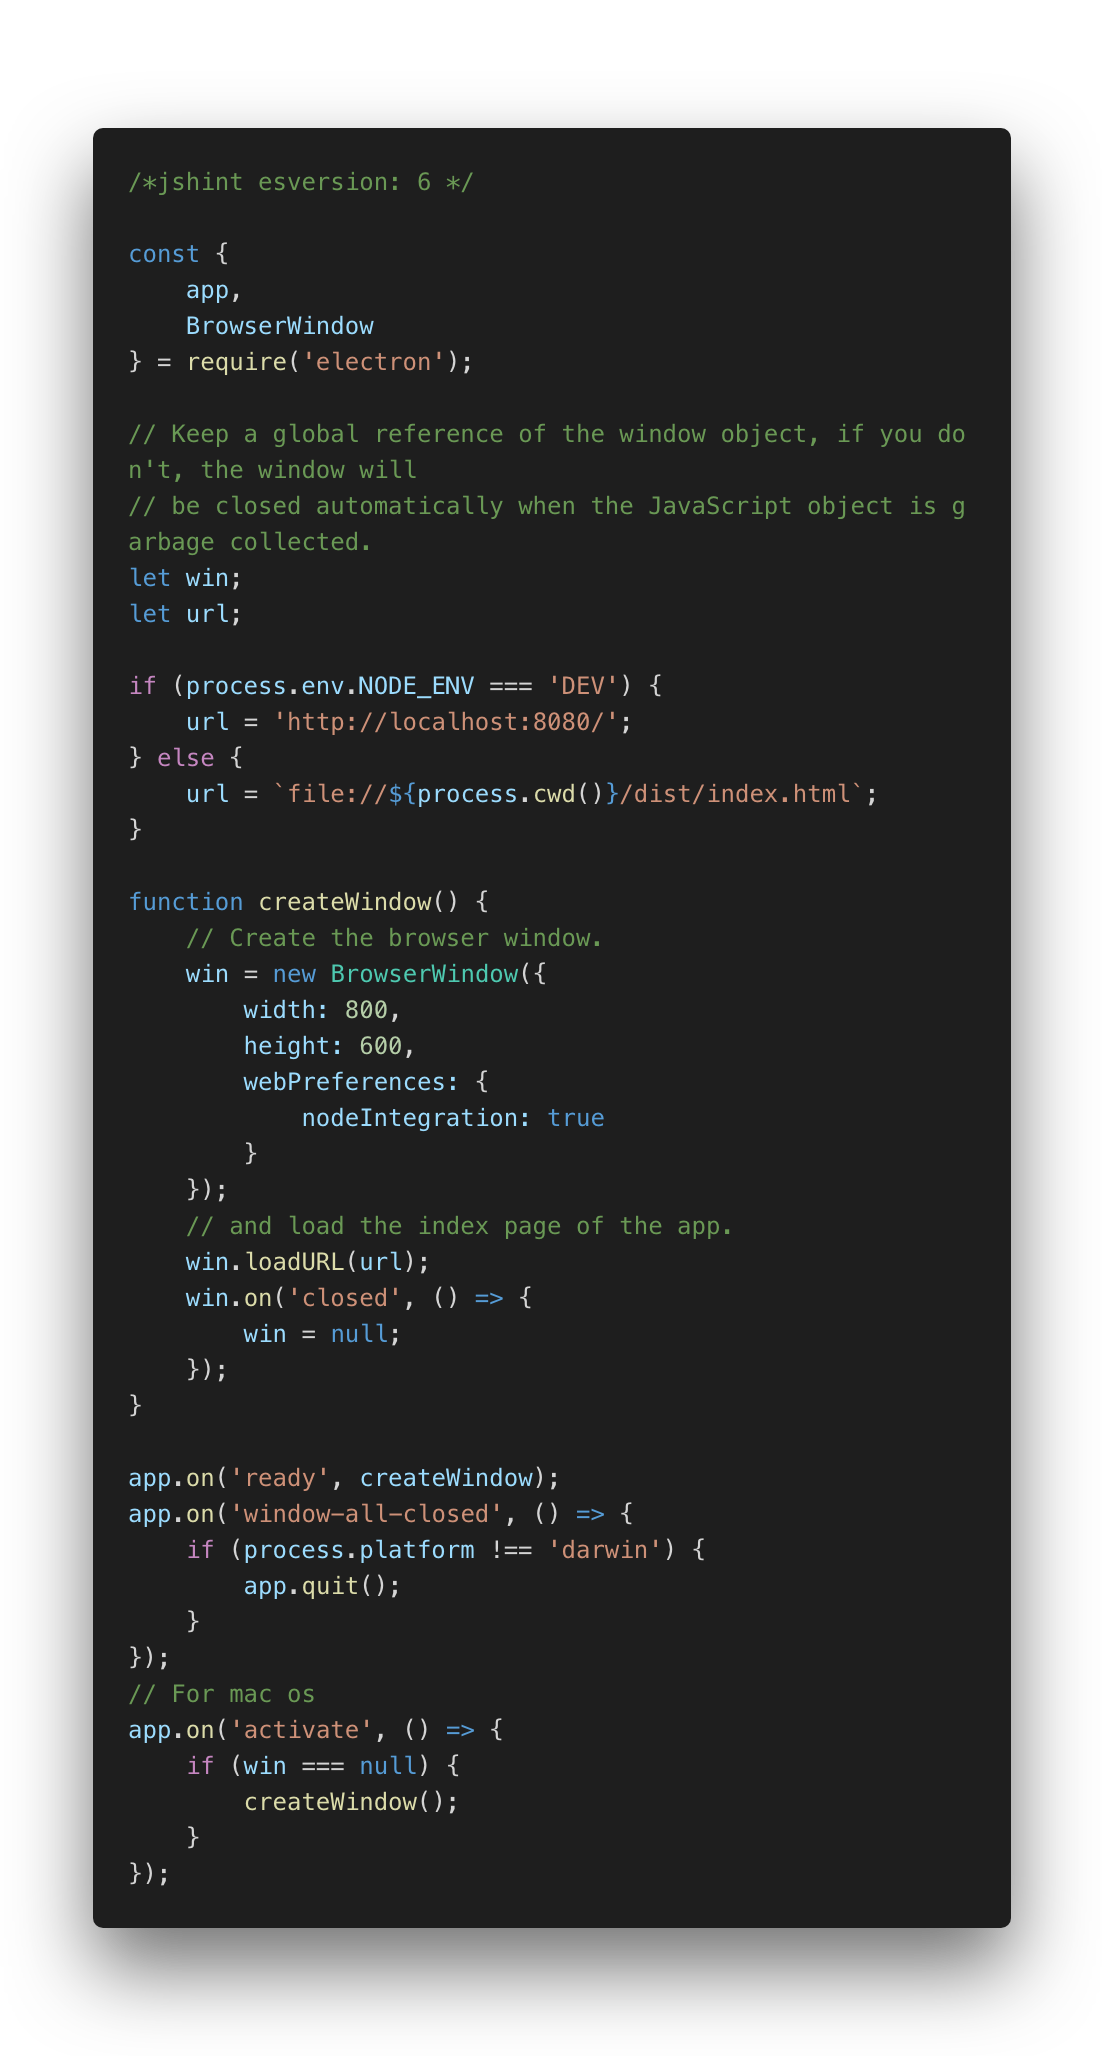 /*jshint esversion: 6 */

const {
    app,
    BrowserWindow
} = require('electron');

// Keep a global reference of the window object, if you do
n't, the window will
// be closed automatically when the JavaScript object is g
arbage collected.
let win;
let url;

if (process.env.NODE_ENV === 'DEV') {
    url = 'http://localhost:8080/';
} else {
    url = `file://${process.cwd()}/dist/index.html`;
}

function createWindow() {
    // Create the browser window.
    win = new BrowserWindow({
        width: 800,
        height: 600,
        webPreferences: {
            nodeIntegration: true
        }
    });
    // and load the index page of the app.
    win.loadURL(url);
    win.on('closed', () => {
        win = null;
    });
}

app.on('ready', createWindow);
app.on('window-all-closed', () => {
    if (process.platform !== 'darwin') {
        app.quit();
    }
});
// For mac os
app.on('activate', () => {
    if (win === null) {
        createWindow();
    }
});